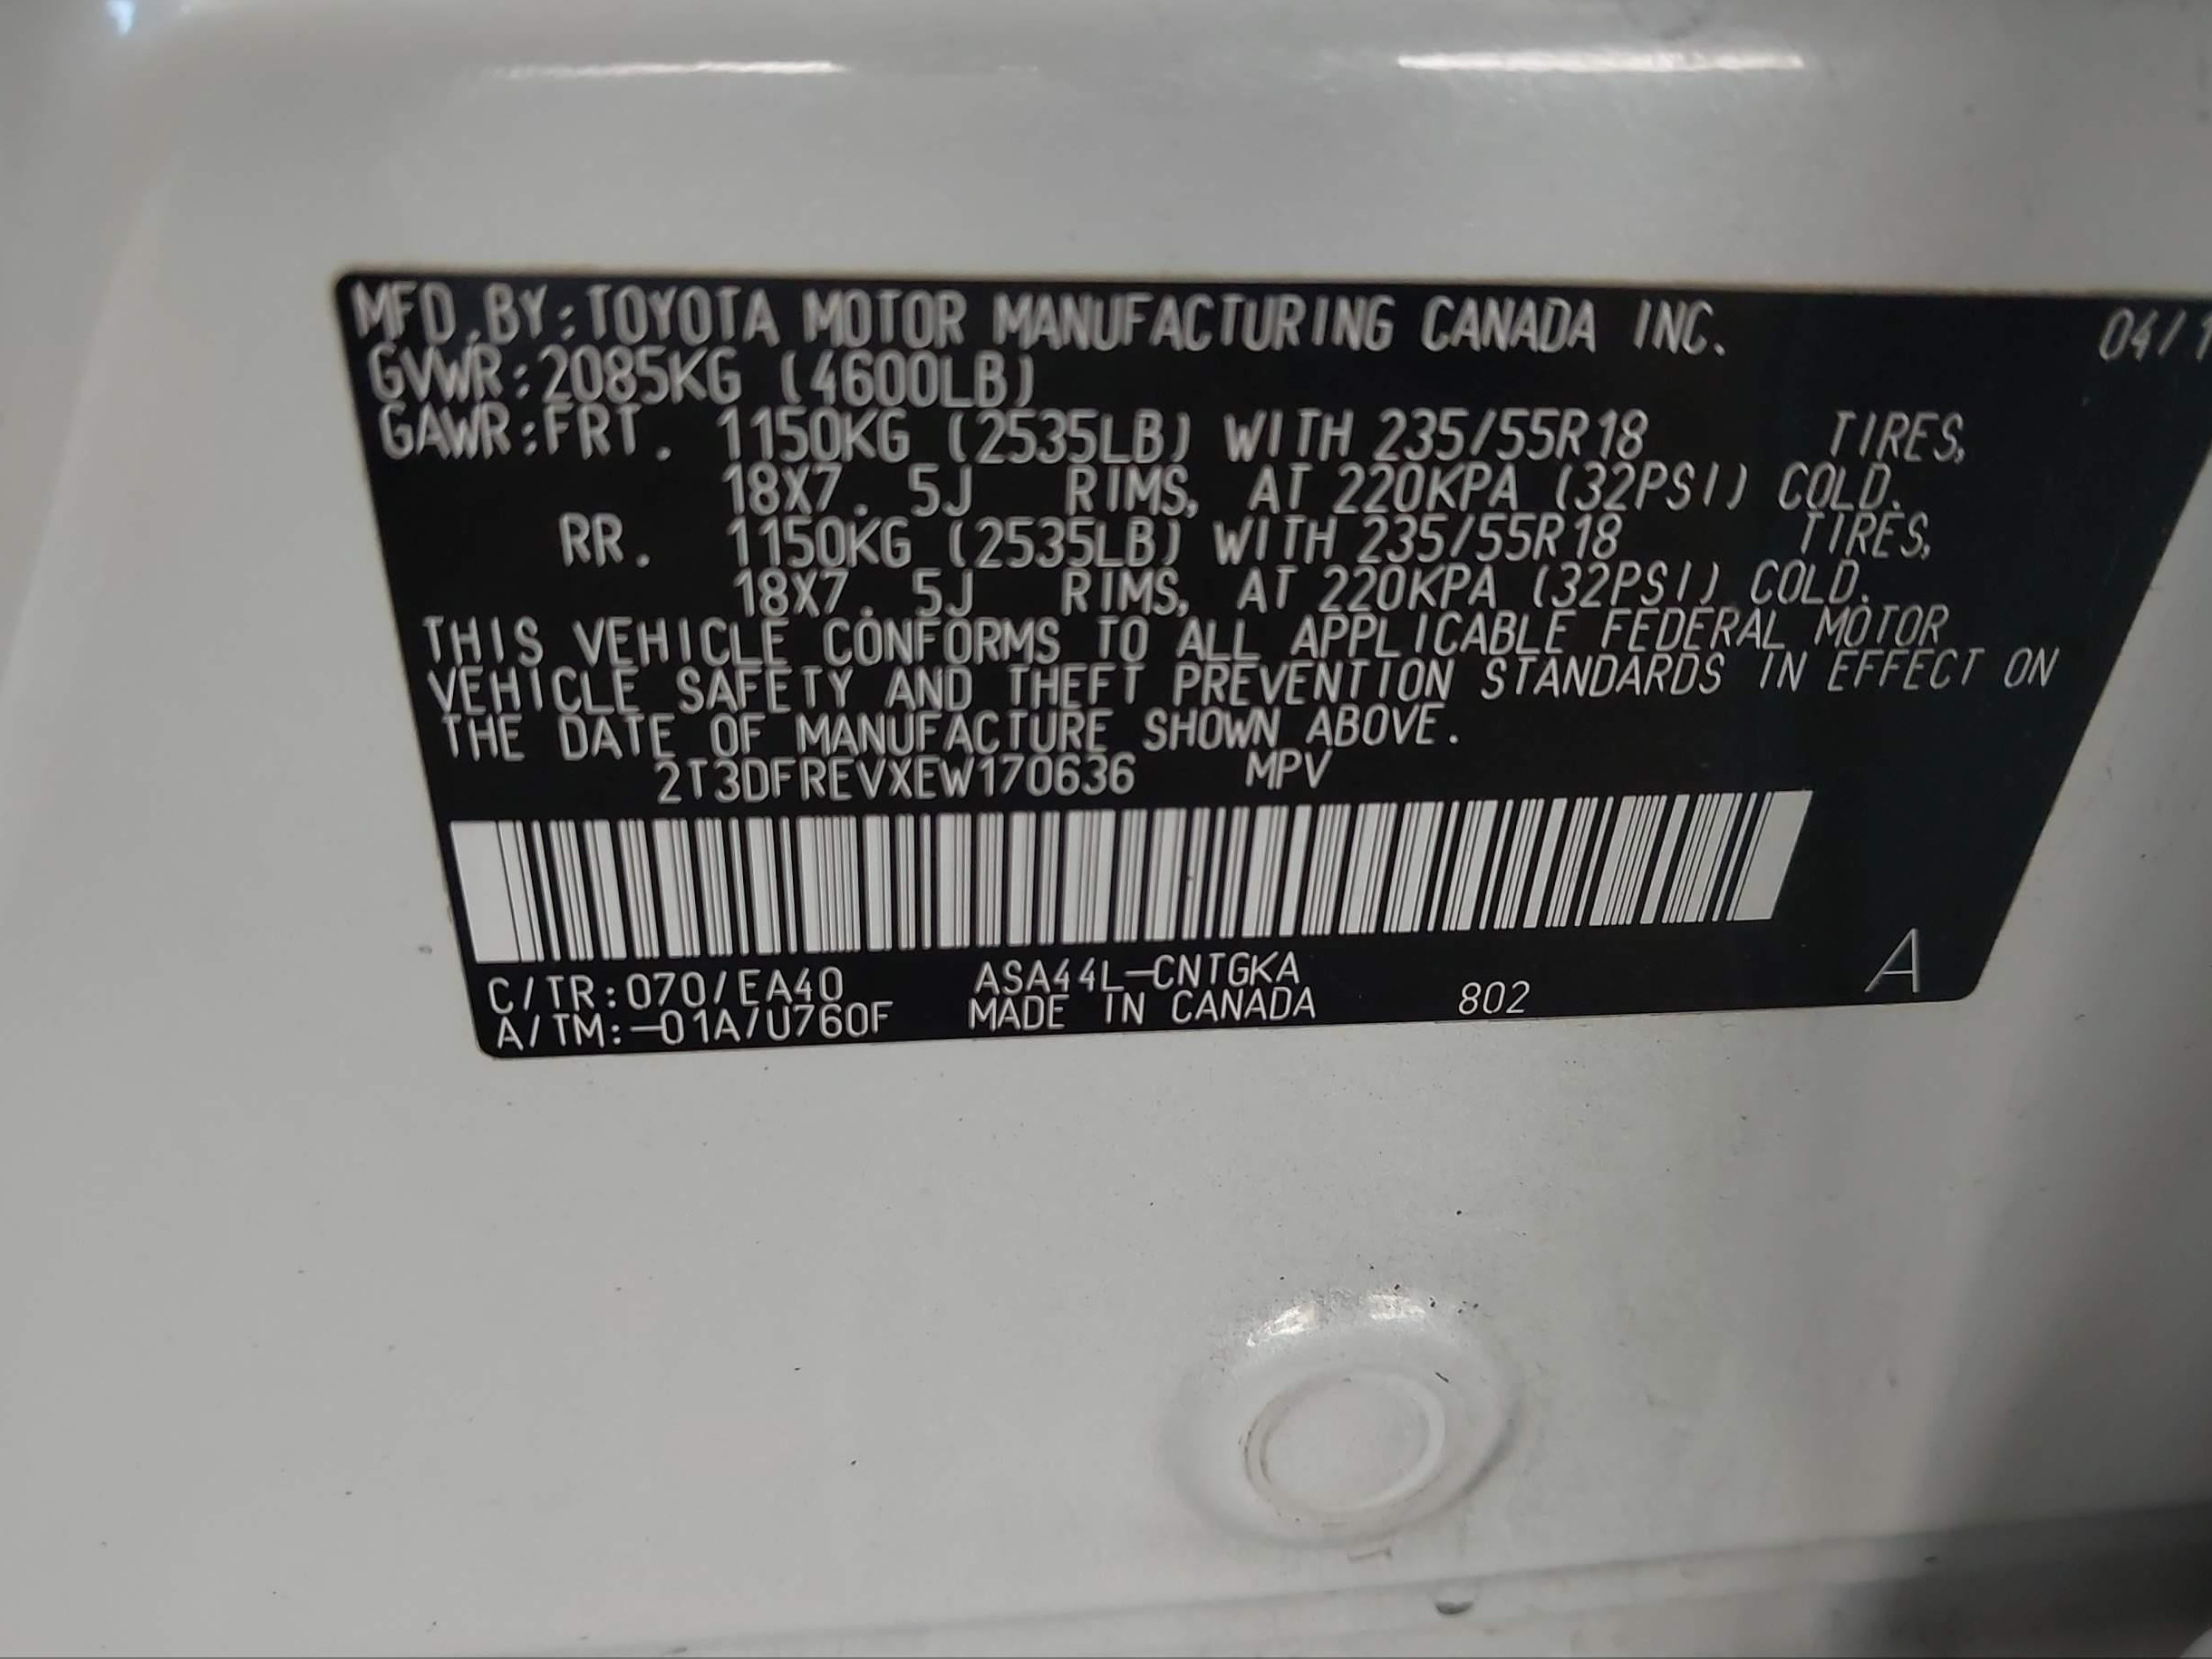 MFD.BY:TOYOTA MOTOR MANUFACTURING CANADA INC. 04/1
GVWR:2085KG (4600LB)
GAWR:FRT. 1150KG (2535LB) WITH 235/55R18 TIRES,
18X7.5J RIMS, AT 220KPA (32PSI) COLD.
RR. 1150KG (2535LB) WITH 235/55R18 TIRES,
18X7.5J RIMS, AT 220KPA (32PSI) COLD.
THIS VEHICLE CONFORMS TO ALL APPLICABLE FEDERAL MOTOR
VEHICLE SAFETY AND THEFT PREVENTION STANDARDS IN EFFECT ON
THE DATE OF MANUFACTURE SHOWN ABOVE.
2T3DFREVXEW170636 MPV
C/TR:070/EA40 ASA44L-CNTGKA
A/TM:-01A/U760F MADE IN CANADA 802 A